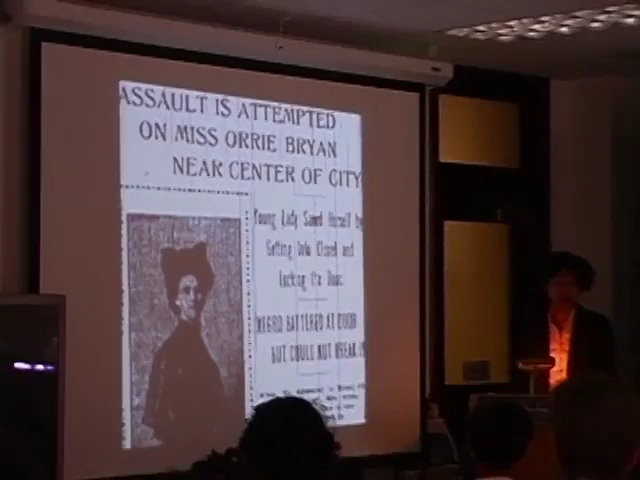 ASSAULT IS ATTEMPTED
ON MISS ORRIE BRYAN
NEAR CENTER OF CITY
Young Lady Saved Herself by
Getting Into Closet and
Locking the Door.
NEGRO BATTERED AT DOOR
BUT COULD NOT BREAK